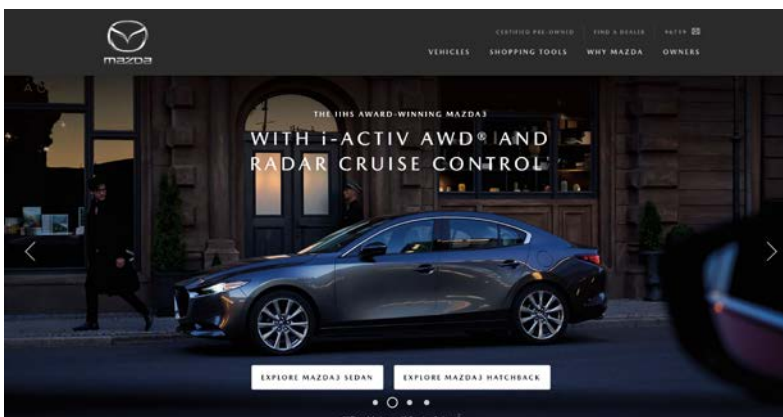 mazda
CERTIFIED PRE-OWNED FIND A DEALER
VEHICLES SHOPPING TOOLS WHY MAZDA OWNERS
THE IIHS AWARD-WINNING MAZDA3
WITH i-ACTIV AWD® AND
RADAR CRUISE CONTROL
EXPLORE MAZDA3 SEDAN EXPLORE MAZDA3 HATCHBACK